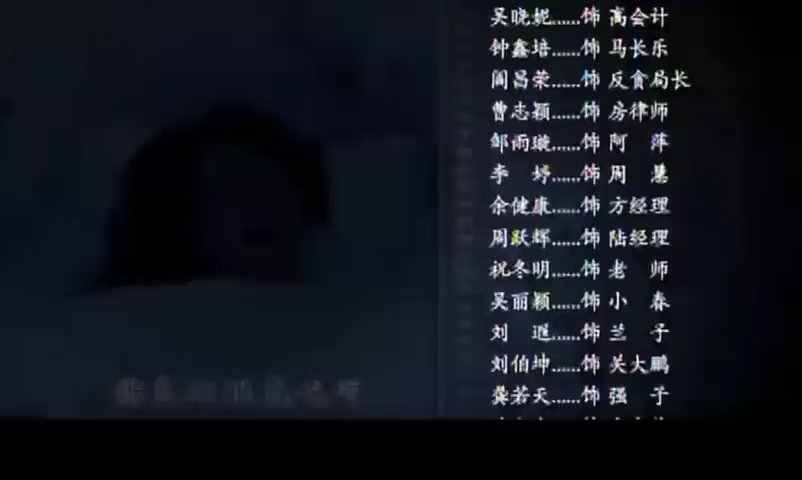 吴晓妮……饰 高会计
钟鑫培……饰 马长乐
阎昌荣……饰 反贪局长
曹志颖……饰 房律师
邹雨璇……饰 阿 萍
李 婷……饰 周 慧
余健康……饰 方经理
周跃辉……饰 陆经理
祝冬明……饰 老 师
吴丽颖……饰 小 春
刘 遐……饰 兰 子
刘伯坤……饰 关大鹏
龚若天……饰 强 子